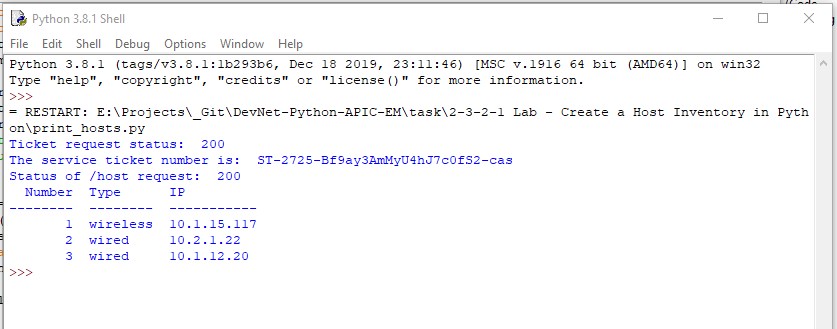 Python 3.8.1 Shell
File Edit Shell Debug Options Window Help
Python 3.8.1 (tags/v3.8.1:1b293b6, Dec 18 2019, 23:11:46) [MSC v.1916 64 bit (AMD64)] on win32
Type "help", "copyright", "credits" or "license()" for more information.
>>>
= RESTART: E:\Projects\_Git\DevNet-Python-APIC-EM\task\2-3-2-1 Lab - Create a Host Inventory in Pyth
on\print_hosts.py
Ticket request status:  200
The service ticket number is:  ST-2725-Bf9ay3AmMyU4hJ7c0fS2-cas
Status of /host request:  200
  Number  Type      IP
--------  --------  -----------
       1  wireless  10.1.15.117
       2  wired     10.2.1.22
       3  wired     10.1.12.20
>>>